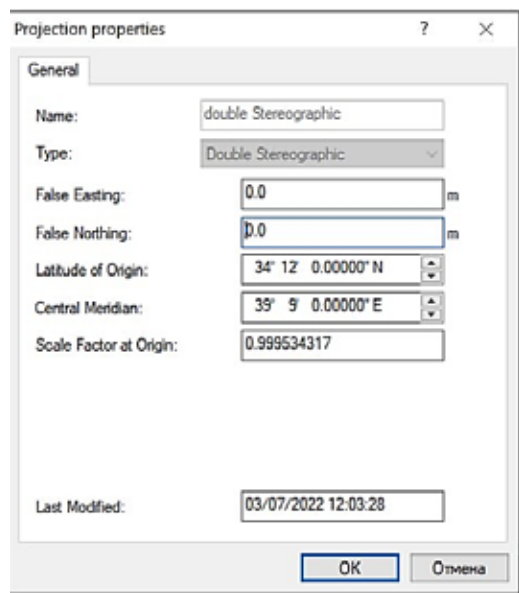 Projection properties ? ×
General
Name: double Stereographic
Type: Double Stereographic
False Easting: 0.0 m
False Northing: 0.0 m
Latitude of Origin: 34° 12' 0.00000" N
Central Meridian: 39° 9' 0.00000" E
Scale Factor at Origin: 0.999534317
Last Modified: 03/07/2022 12:03:28
OK Отмена